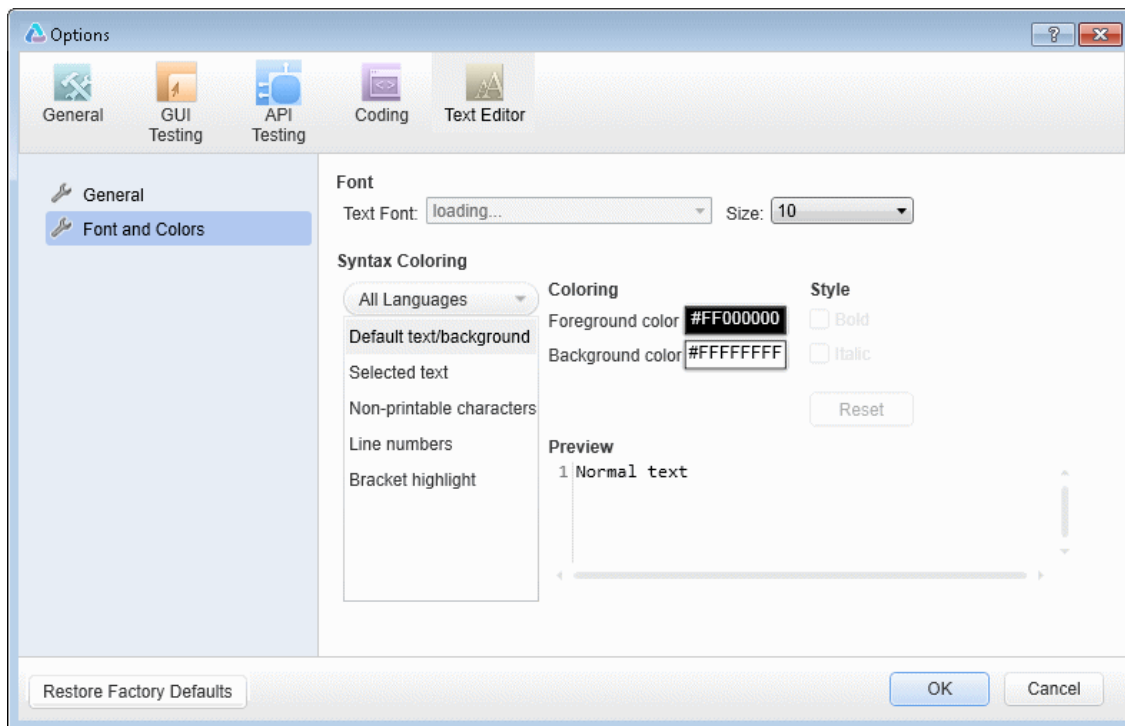 Options
General
GUI
Testing
API
Testing
Coding
Text Editor
General
Font and Colors
Font
Text Font: loading... Size: 10
Syntax Coloring
All Languages
Default text/background
Selected text
Non-printable characters
Line numbers
Bracket highlight
Coloring
Foreground color #FF000000
Background color #FFFFFFFF
Style
Bold
Italic
Reset
Preview
1 Normal text
Restore Factory Defaults
OK
Cancel